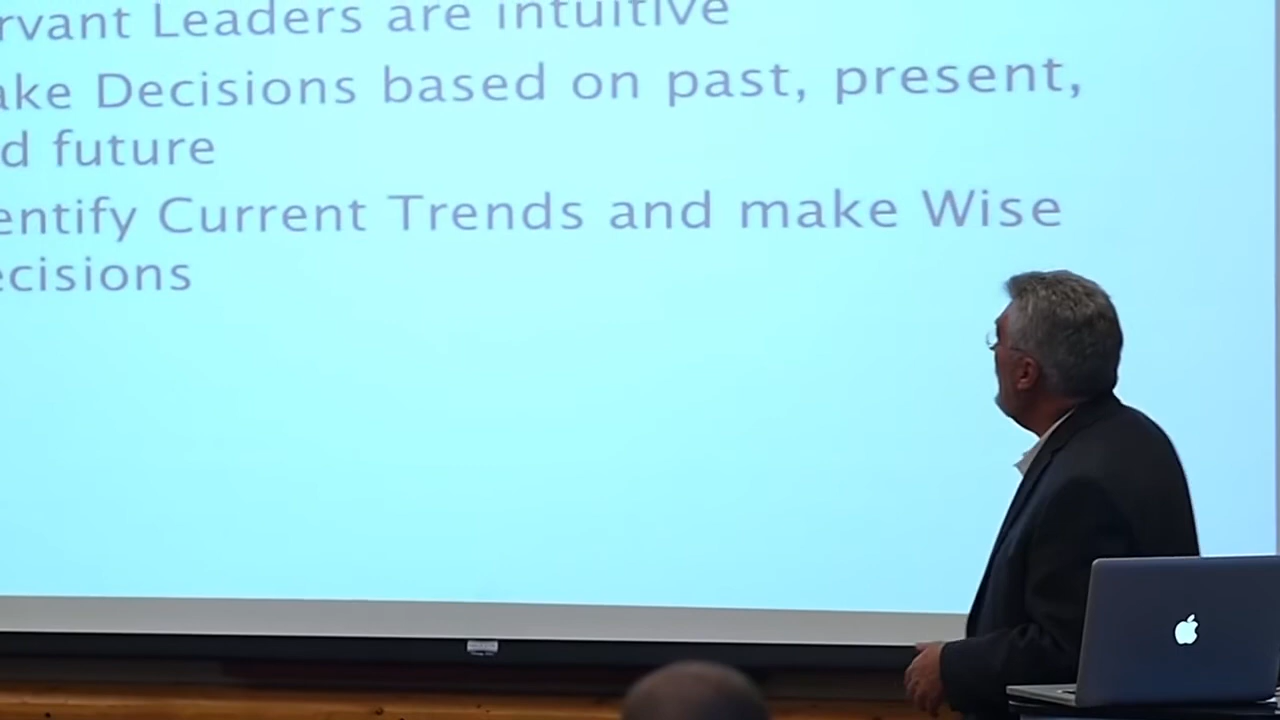 rvant Leaders are intuitive
ake Decisions based on past, present,
d future
entify Current Trends and make Wise
ecisions